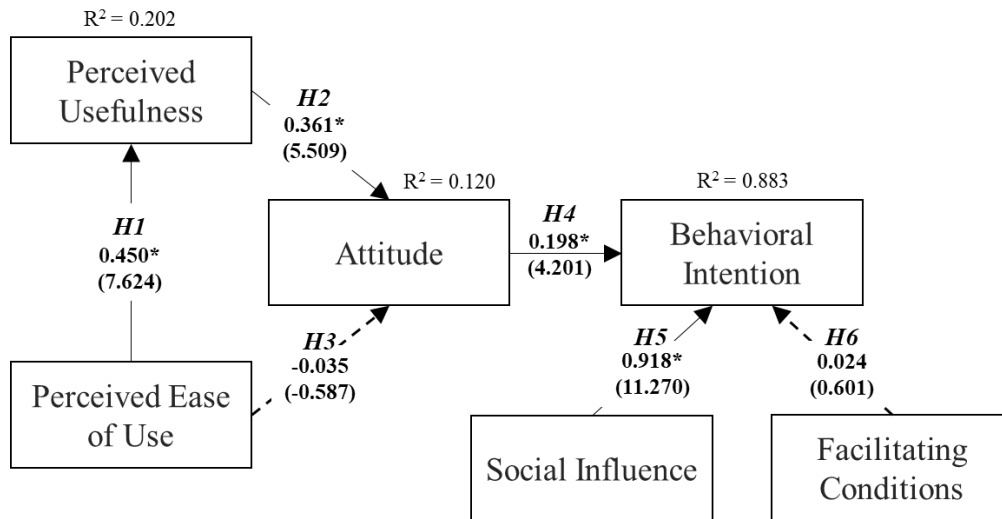 R² = 0.202
Perceived
Usefulness
H2
0.361*
(5.509)
R² = 0.120
R² = 0.883
H1
0.450*
(7.624)
Attitude
H4
0.198*
(4.201)
Behavioral
Intention
H3
-0.035
(-0.587)
H5
0.918*
(11.270)
H6
0.024
(0.601)
Perceived Ease
of Use
Social Influence
Facilitating
Conditions